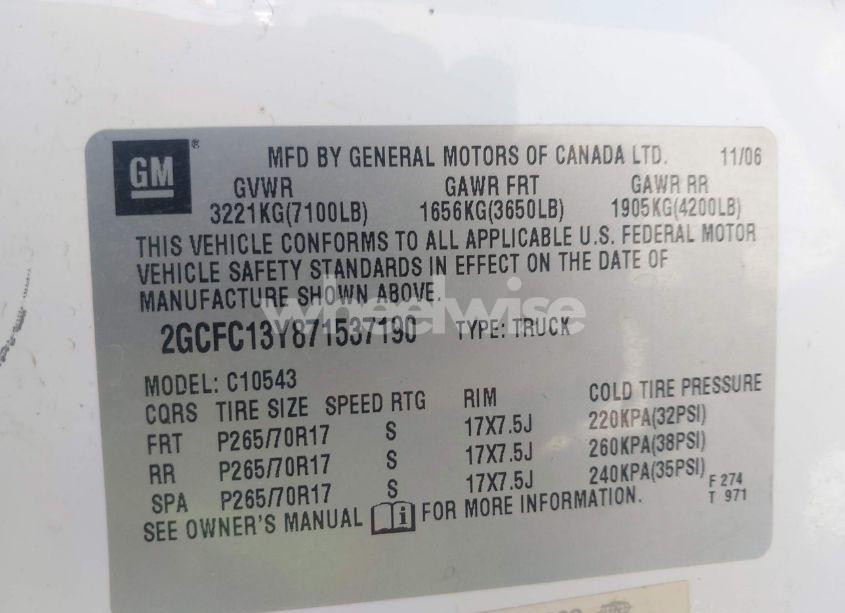 GM ®
MFD BY GENERAL MOTORS OF CANADA LTD. 11/06
GVWR GAWR FRT GAWR RR
3221KG(7100LB) 1656KG(3650LB) 1905KG(4200LB)
THIS VEHICLE CONFORMS TO ALL APPLICABLE U.S. FEDERAL MOTOR
VEHICLE SAFETY STANDARDS IN EFFECT ON THE DATE OF
MANUFACTURE SHOWN ABOVE.
wheelwise
2GCFC13Y871537190 TYPE: TRUCK
MODEL: C10543
CQRS TIRE SIZE SPEED RTG RIM COLD TIRE PRESSURE
FRT P265/70R17 S 17X7.5J 220KPA(32PSI)
RR P265/70R17 S 17X7.5J 260KPA(38PSI)
SPA P265/70R17 S 17X7.5J 240KPA(35PSI)
F 274
T 971
SEE OWNER'S MANUAL i FOR MORE INFORMATION.